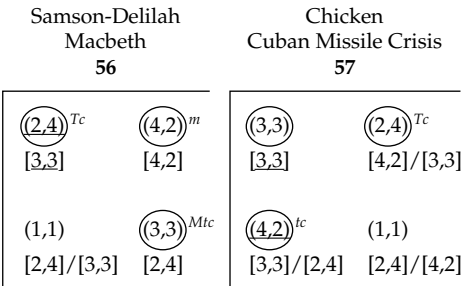 Samson-Delilah Chicken
Macbeth Cuban Missile Crisis
56 57
(2,4) Tc (4,2) m (3,3) (2,4) Tc
[3,3] [4,2] [3,3] [4,2]/[3,3]
(1,1) (3,3) Mtc (4,2) tc (1,1)
[2,4]/[3,3] [2,4] [3,3]/[2,4] [2,4]/[4,2]